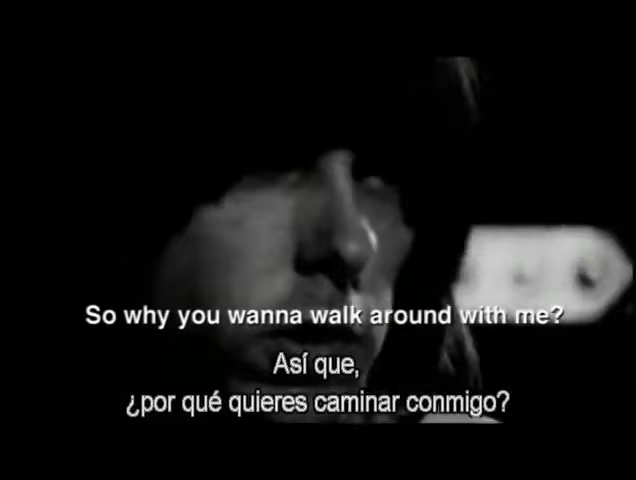 So why you wanna walk around with me?
Así que,
¿por qué quieres caminar conmigo?